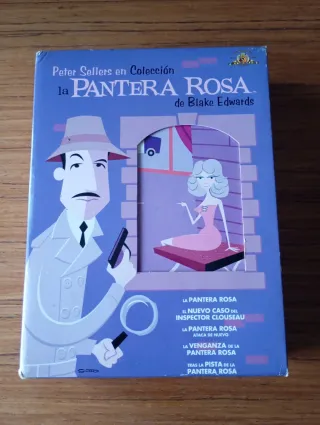 Peter Sellers en Colección
la PANTERA ROSA
de Blake Edwards
LA PANTERA ROSA
EL NUEVO CASO DEL
INSPECTOR CLOUSEAU
LA PANTERA ROSA
ATACA DE NUEVO
LA VENGANZA DE LA
PANTERA ROSA
TRAS LA PISTA DE LA
PANTERA ROSA